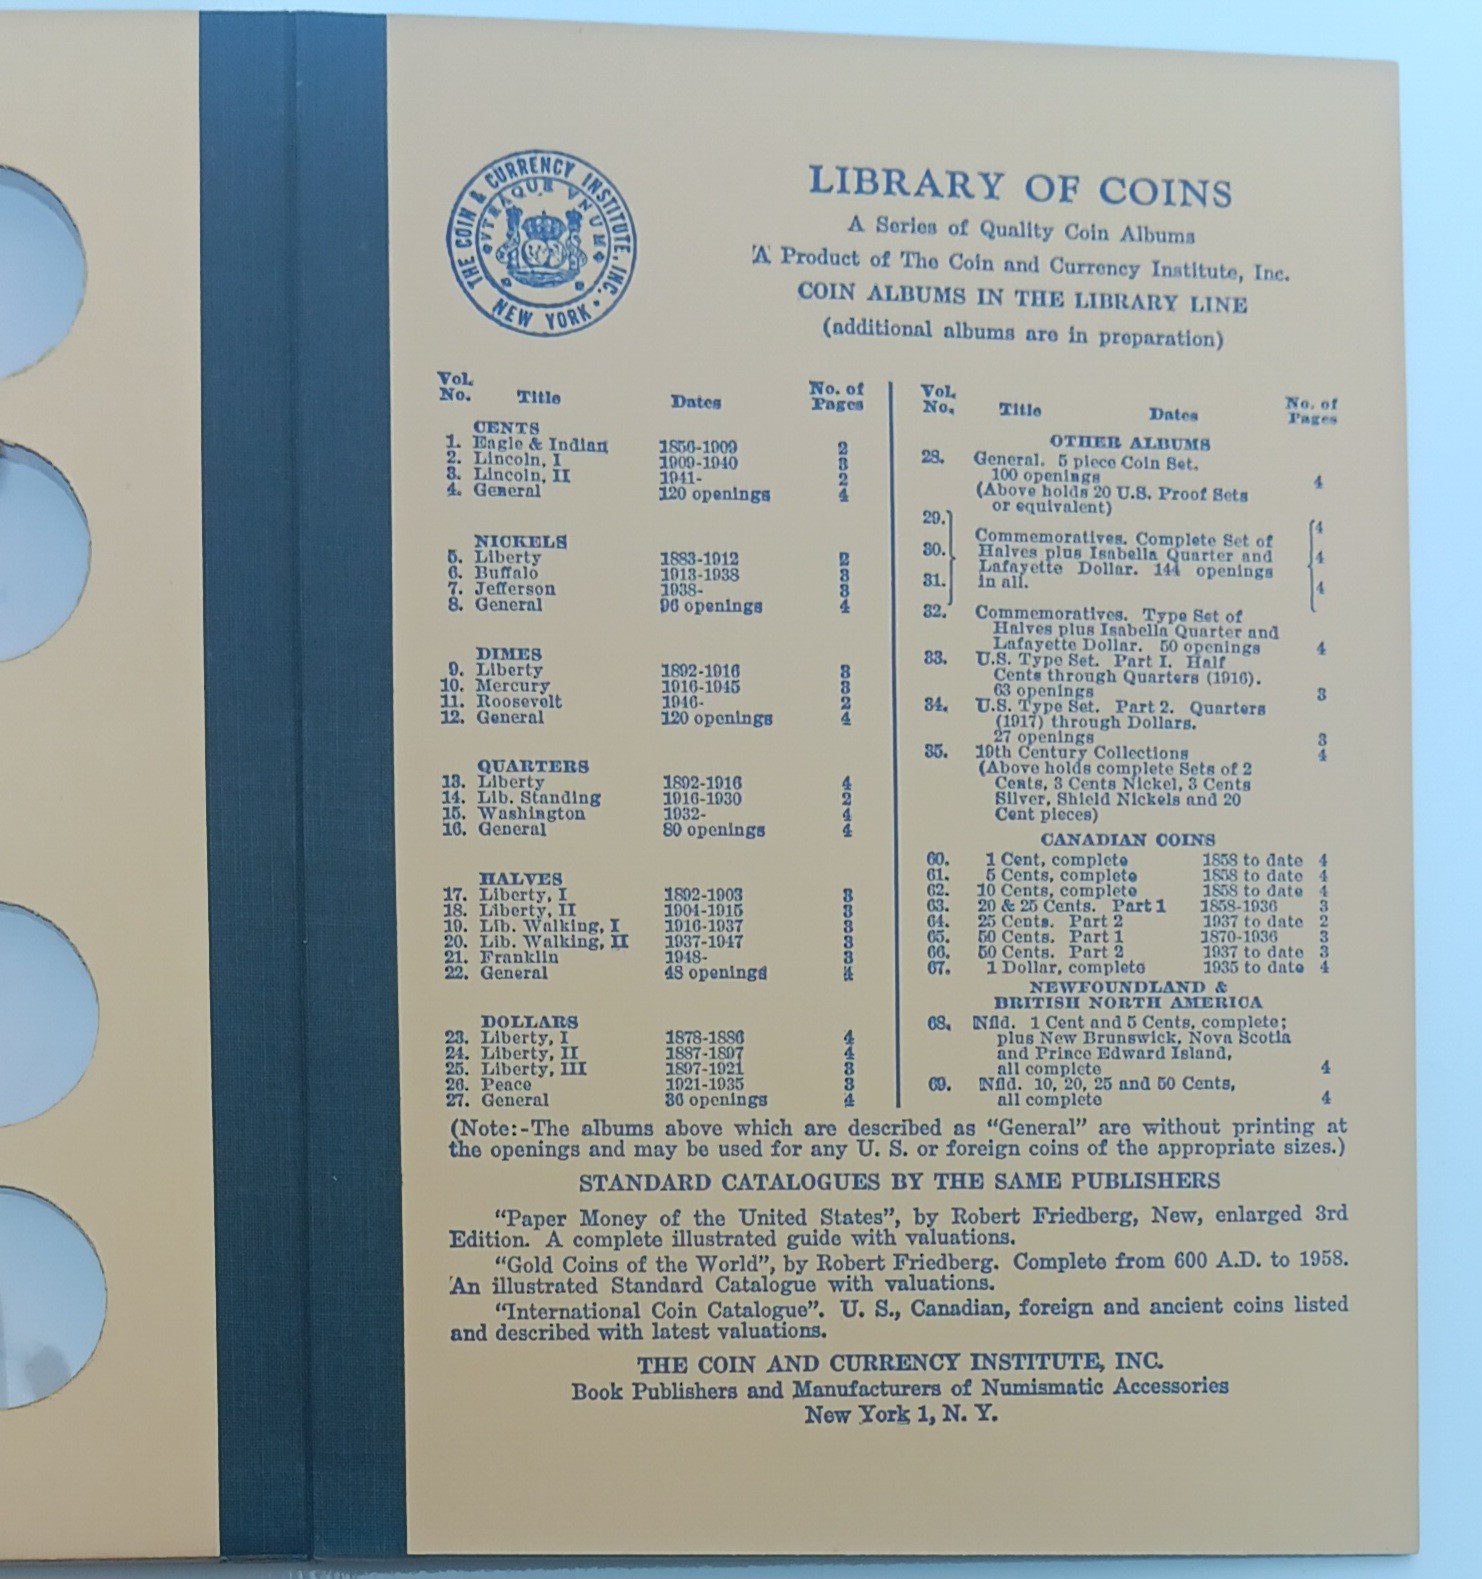 THE COIN & CURRENCY INSTITUTE, INC.
NEW YORK
VTRAQUE VNUM
LIBRARY OF COINS
A Series of Quality Coin Albums
A Product of The Coin and Currency Institute, Inc.
COIN ALBUMS IN THE LIBRARY LINE
(additional albums are in preparation)
Vol. No. Title Dates No. of Pages
CENTS
1. Eagle & Indian 1856-1909 2
2. Lincoln, I 1909-1940 3
3. Lincoln, II 1941- 2
4. General 120 openings 4
NICKELS
5. Liberty 1883-1912 2
6. Buffalo 1913-1938 3
7. Jefferson 1938- 3
8. General 96 openings 4
DIMES
9. Liberty 1892-1916 3
10. Mercury 1916-1945 3
11. Roosevelt 1946- 2
12. General 120 openings 4
QUARTERS
13. Liberty 1892-1916 4
14. Lib. Standing 1916-1930 2
15. Washington 1932- 4
16. General 80 openings 4
HALVES
17. Liberty, I 1892-1903 3
18. Liberty, II 1904-1915 3
19. Lib. Walking, I 1916-1937 3
20. Lib. Walking, II 1937-1947 3
21. Franklin 1948- 3
22. General 48 openings 4
DOLLARS
23. Liberty, I 1878-1886 4
24. Liberty, II 1887-1897 4
25. Liberty, III 1897-1921 3
26. Peace 1921-1935 3
27. General 36 openings 4
Vol. No. Title Dates No. of Pages
OTHER ALBUMS
28. General. 5 piece Coin Set.
100 openings 4
(Above holds 20 U.S. Proof Sets
or equivalent)
29. 4
Commemoratives. Complete Set of
30. Halves plus Isabella Quarter and 4
Lafayette Dollar. 144 openings
31. in all. 4
32. Commemoratives. Type Set of
Halves plus Isabella Quarter and
Lafayette Dollar. 50 openings 4
33. U.S. Type Set. Part I. Half
Cents through Quarters (1916).
63 openings 3
34. U.S. Type Set. Part 2. Quarters
(1917) through Dollars.
27 openings 3
35. 19th Century Collections 4
(Above holds complete Sets of 2
Cents, 3 Cents Nickel, 3 Cents
Silver, Shield Nickels and 20
Cent pieces)
CANADIAN COINS
60. 1 Cent, complete 1858 to date 4
61. 5 Cents, complete 1858 to date 4
62. 10 Cents, complete 1858 to date 4
63. 20 & 25 Cents. Part 1 1858-1936 3
64. 25 Cents. Part 2 1937 to date 2
65. 50 Cents. Part 1 1870-1936 3
66. 50 Cents. Part 2 1937 to date 3
67. 1 Dollar, complete 1935 to date 4
NEWFOUNDLAND &
BRITISH NORTH AMERICA
68. Nfld. 1 Cent and 5 Cents, complete;
plus New Brunswick, Nova Scotia
and Prince Edward Island,
all complete 4
69. Nfld. 10, 20, 25 and 50 Cents,
all complete 4
(Note:-The albums above which are described as "General" are without printing at
the openings and may be used for any U. S. or foreign coins of the appropriate sizes.)
STANDARD CATALOGUES BY THE SAME PUBLISHERS
"Paper Money of the United States", by Robert Friedberg, New, enlarged 3rd
Edition. A complete illustrated guide with valuations.
"Gold Coins of the World", by Robert Friedberg. Complete from 600 A.D. to 1958.
An illustrated Standard Catalogue with valuations.
"International Coin Catalogue". U. S., Canadian, foreign and ancient coins listed
and described with latest valuations.
THE COIN AND CURRENCY INSTITUTE, INC.
Book Publishers and Manufacturers of Numismatic Accessories
New York 1, N. Y.